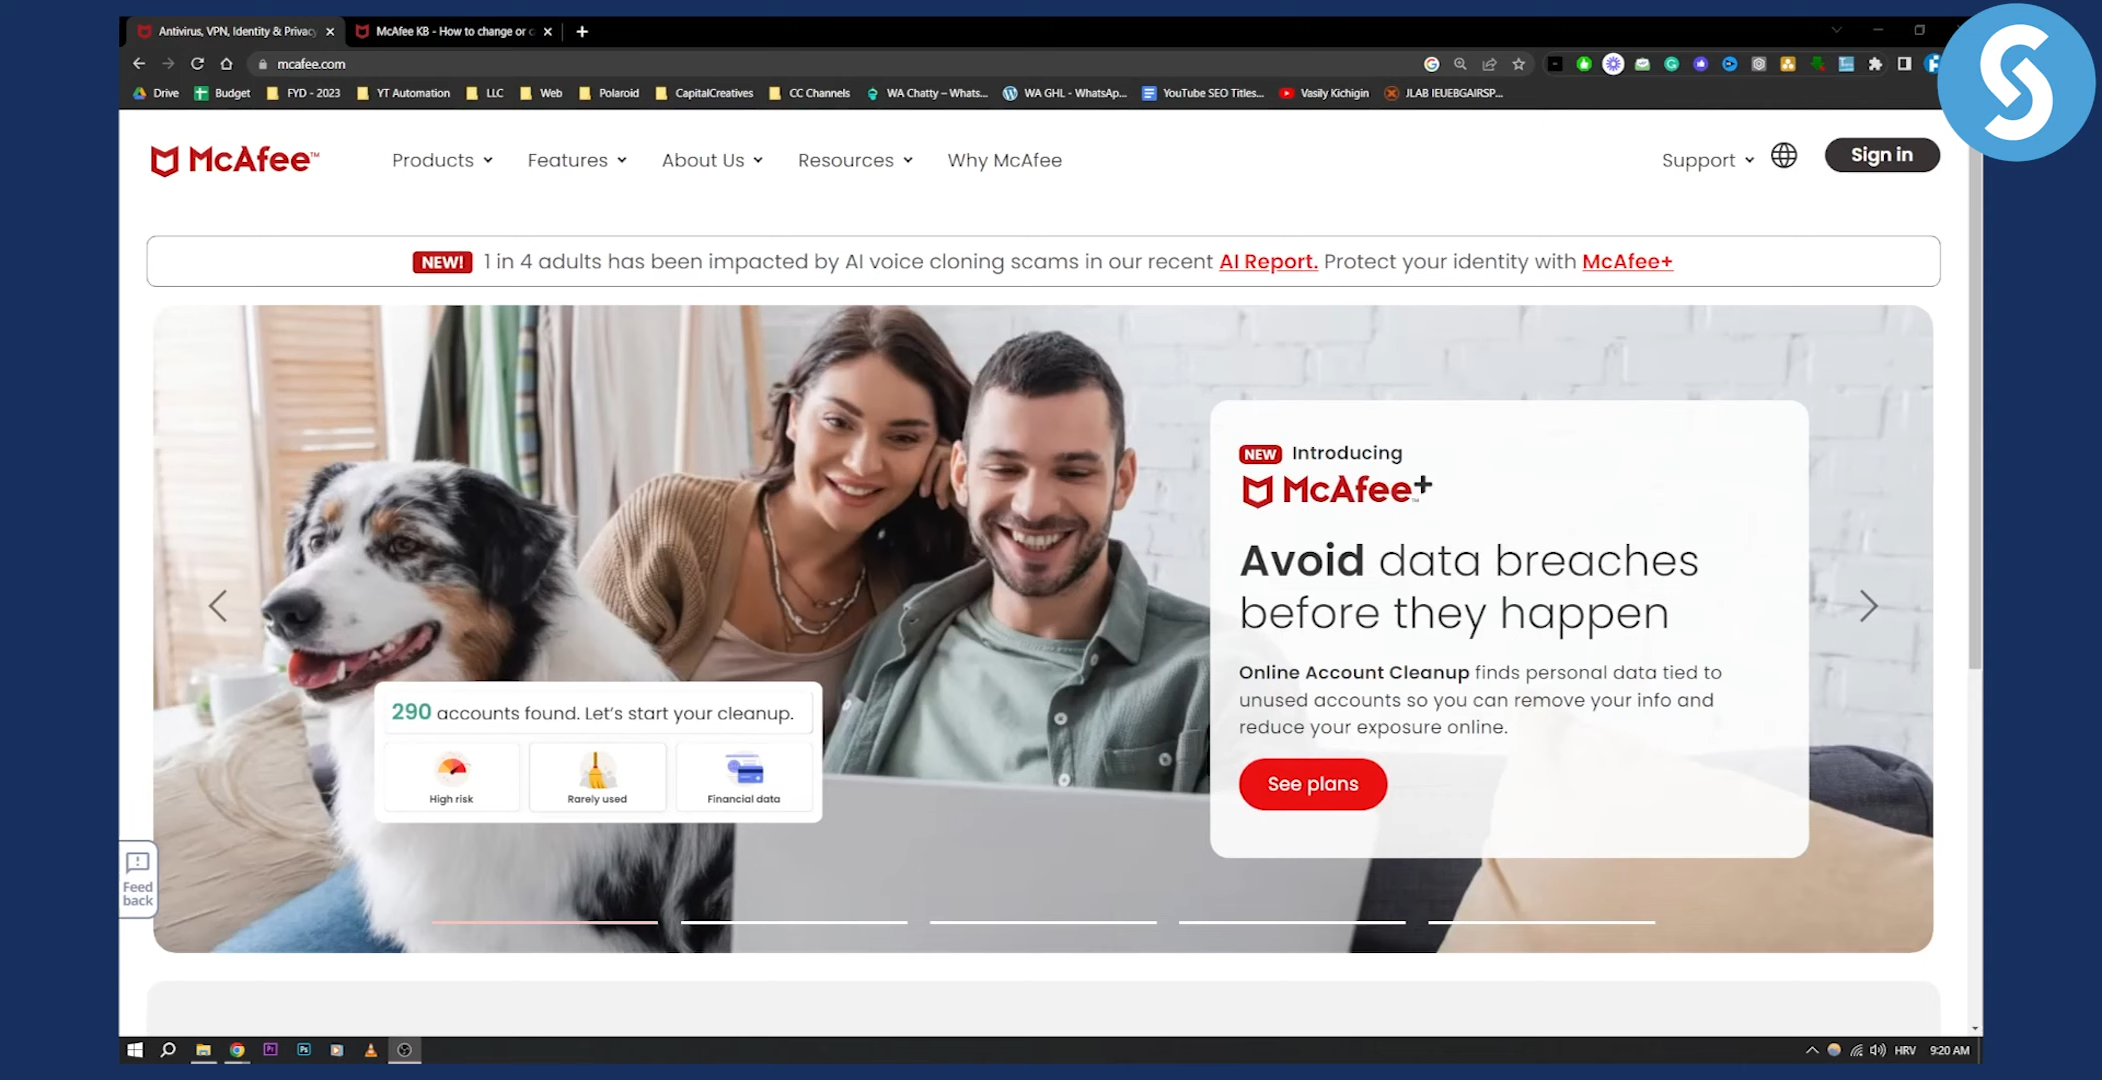 Antivirus, VPN, Identity & Privacy
McAfee KB - How to change or c
mcafee.com
Drive
Budget
FYD - 2023
YT Automation
LLC
Web
Polaroid
CapitalCreatives
CC Channels
WA Chatty – Whats...
WA GHL - WhatsAp...
YouTube SEO Titles...
Vasily Kichigin
JLAB IEUEBGAIRSP...
McAfee™
Products
Features
About Us
Resources
Why McAfee
Support
Sign in
NEW! 1 in 4 adults has been impacted by AI voice cloning scams in our recent AI Report. Protect your identity with McAfee+
NEW Introducing
McAfee+™
Avoid data breaches
before they happen
Online Account Cleanup finds personal data tied to
unused accounts so you can remove your info and
reduce your exposure online.
See plans
290 accounts found. Let's start your cleanup.
High risk
Rarely used
Financial data
Feed
back
Pr
Ps
HRV
9:20 AM